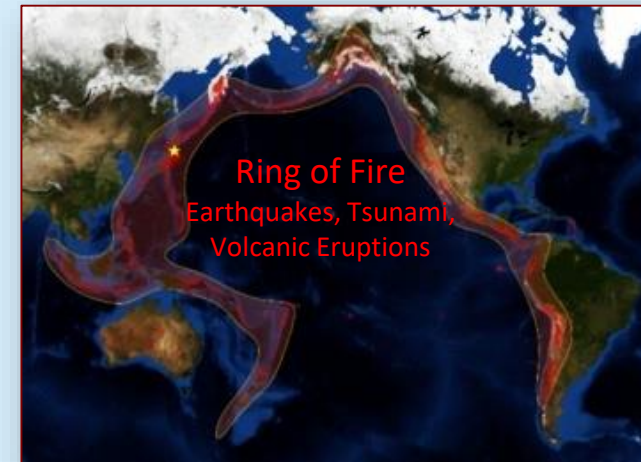 Ring of Fire
Earthquakes, Tsunami,
Volcanic Eruptions